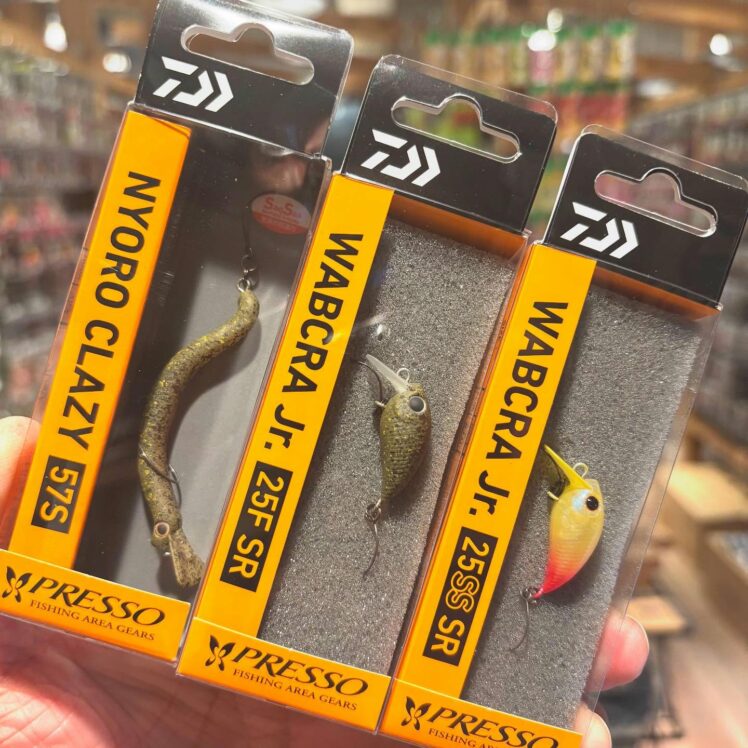 NYORO CLAZY 57S
PRESSO
FISHING AREA GEARS
WABCRA Jr. 25F SR
PRESSO
FISHING AREA GEARS
WABCRA Jr. 25SS SR
PRESSO
FISHING AREA GEARS